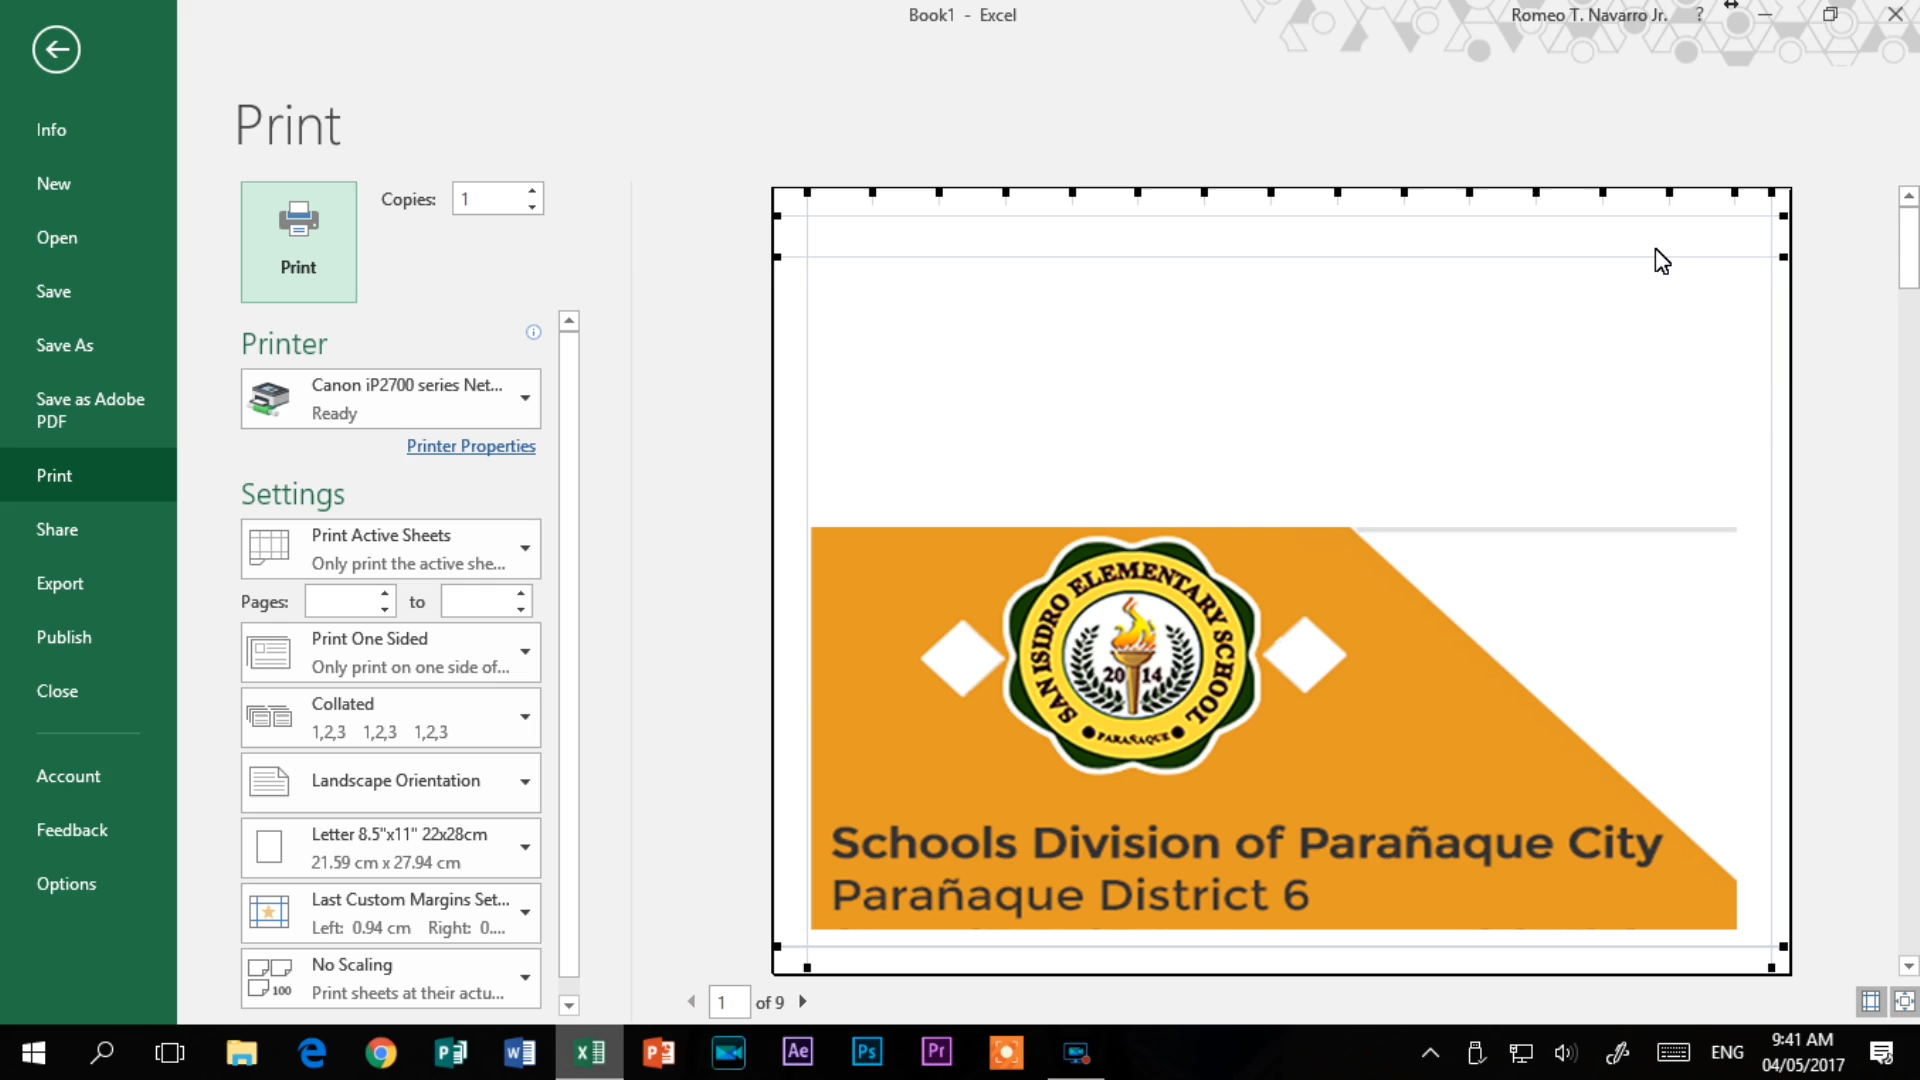 Book1 - Excel
Romeo T. Navarro Jr.
?
Info
New
Open
Save
Save As
Save as Adobe
PDF
Print
Share
Export
Publish
Close
Account
Feedback
Options
Print
Print
Copies:
1
Printer
Canon iP2700 series Net...
Ready
Printer Properties
Settings
Print Active Sheets
Only print the active she...
Pages:
to
Print One Sided
Only print on one side of...
Collated
1,2,3 1,2,3 1,2,3
Landscape Orientation
Letter 8.5"x11" 22x28cm
21.59 cm x 27.94 cm
Last Custom Margins Set...
Left: 0.94 cm Right: 0....
No Scaling
100
Print sheets at their actu...
SAN ISIDRO ELEMENTARY SCHOOL
2014
PARAÑAQUE
Schools Division of Parañaque City
Parañaque District 6
1 of 9
Ae
Ps
Pr
ENG
9:41 AM
04/05/2017